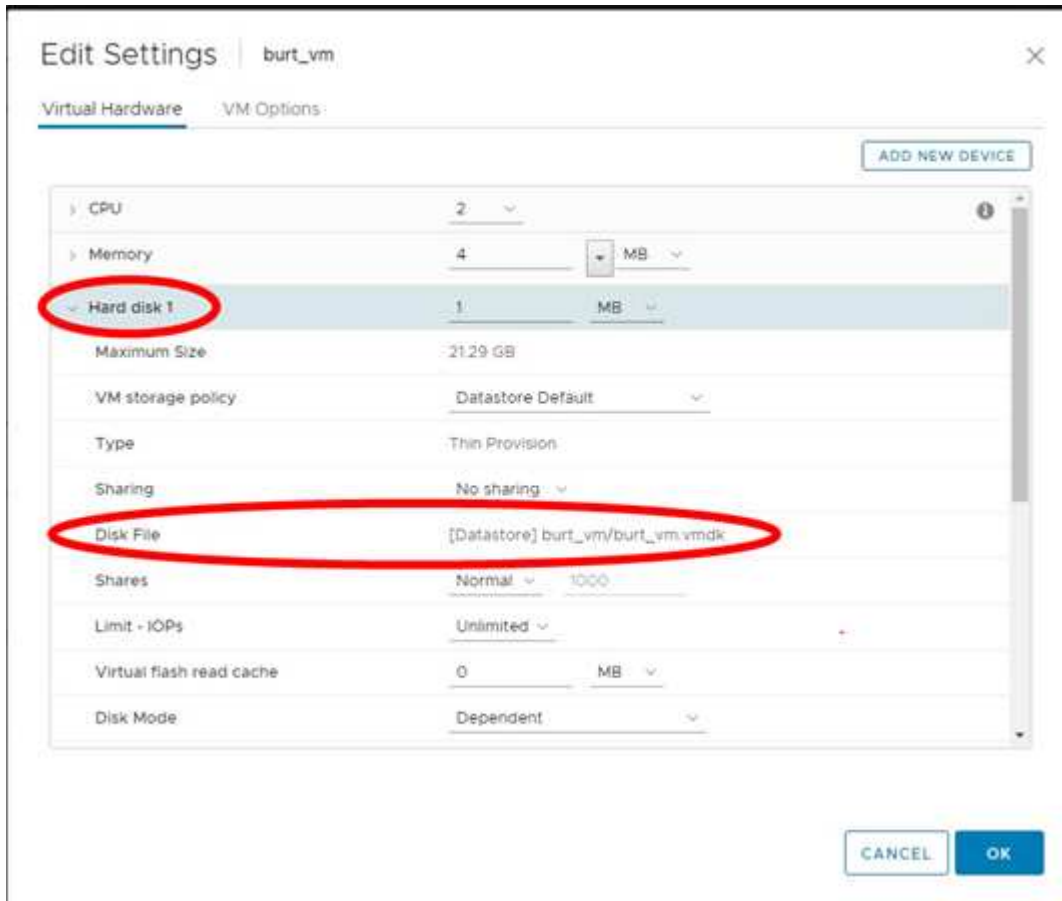 Edit Settings burt_vm
Virtual Hardware VM Options
ADD NEW DEVICE
CPU 2
Memory 4 MB
Hard disk 1 1 MB
Maximum Size 21.29 GB
VM storage policy Datastore Default
Type Thin Provision
Sharing No sharing
Disk File [Datastore] burt_vm/burt_vm.vmdk
Shares Normal 1000
Limit - IOPs Unlimited
Virtual flash read cache 0 MB
Disk Mode Dependent
CANCEL OK